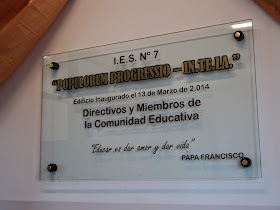 I.E.S. Nº 7
"POPULORUM PROGRESSIO – IN.TE.LA."
Edificio Inaugurado el 13 de Marzo de 2.014
Directivos y Miembros de
la Comunidad Educativa
"Educar es dar amor y dar vida"
PAPA FRANCISCO